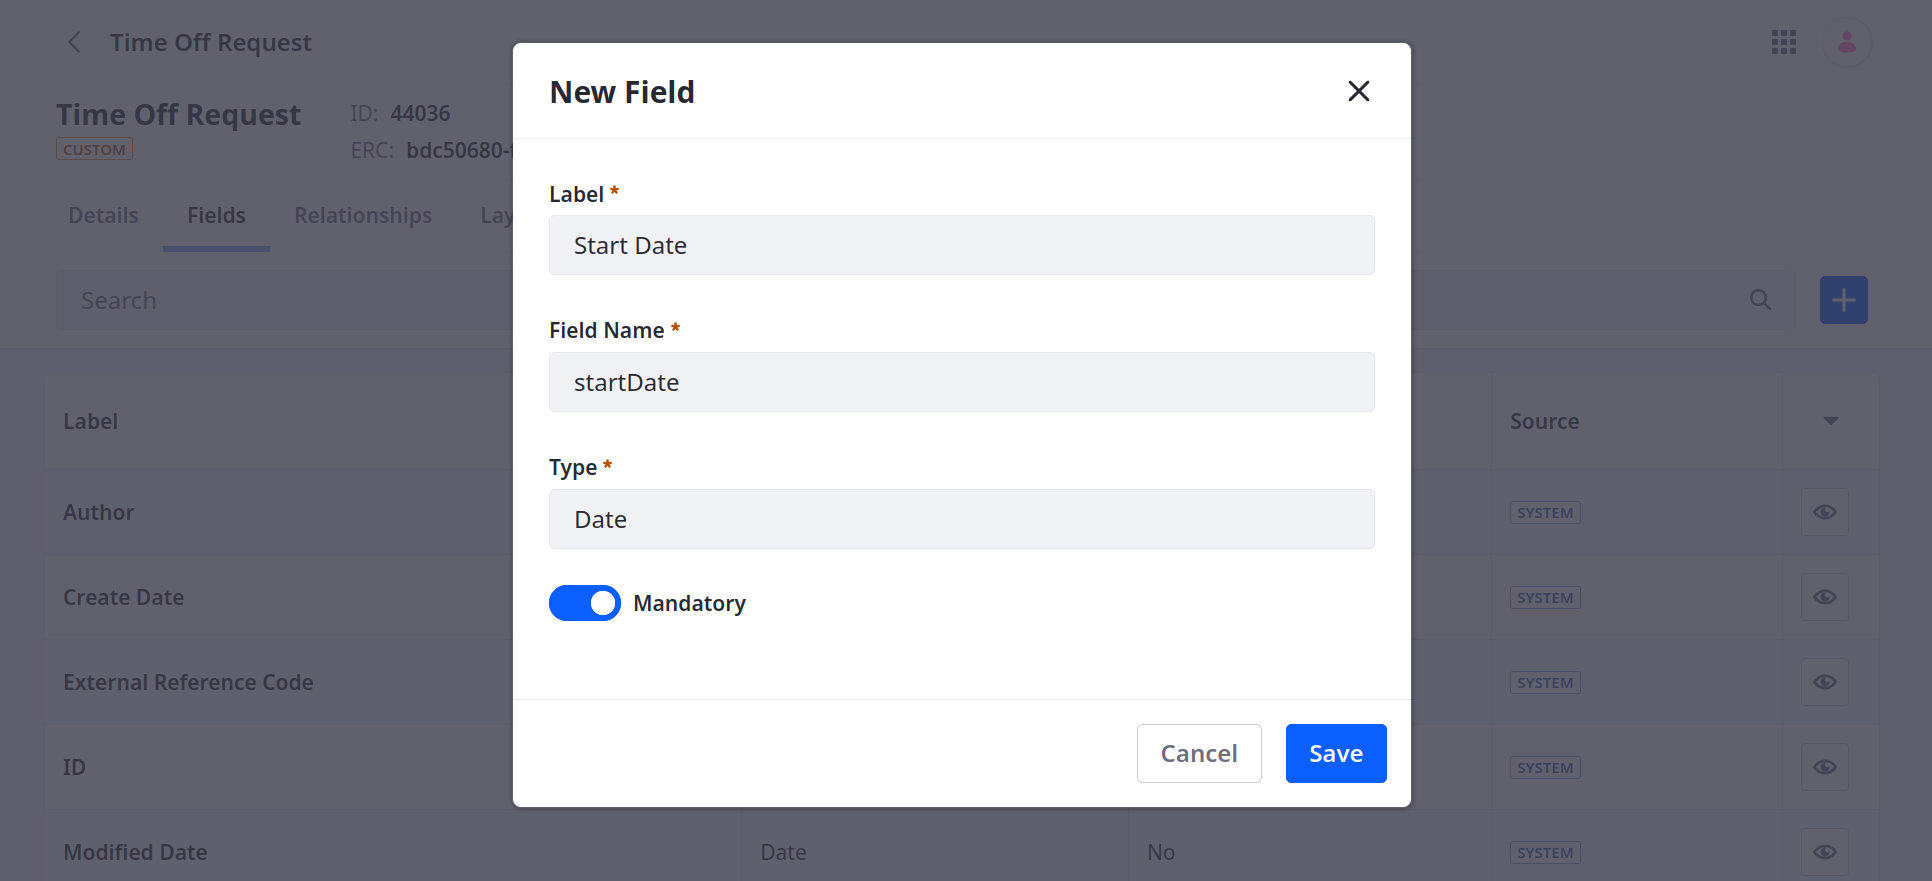 Time Off Request
Time Off Request
ID: 44036
CUSTOM
ERC: bdc50680-
Details Fields Relationships Lay
Search
New Field
Label *
Start Date
Field Name *
startDate
Type *
Date
Mandatory
Cancel Save
Label Source
Author SYSTEM
Create Date SYSTEM
External Reference Code SYSTEM
ID SYSTEM
Modified Date Date No SYSTEM